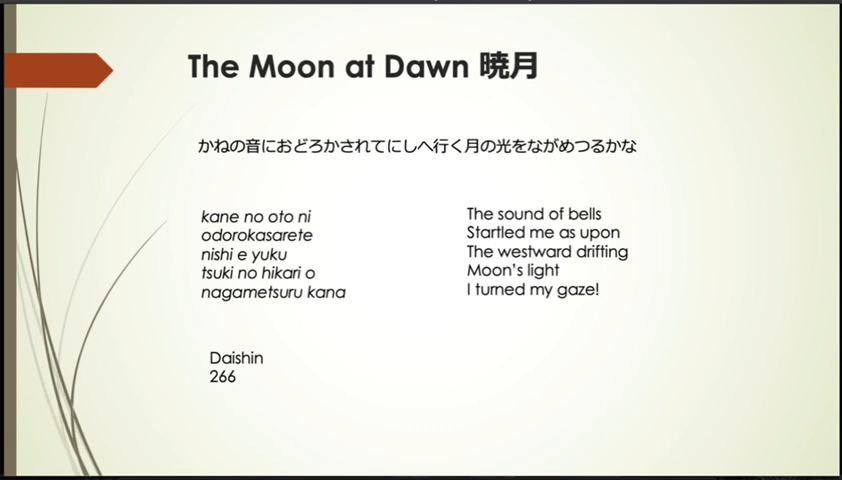 The Moon at Dawn 暁月
かねの音におどろかされてにしへ行く月の光をながめつるかな
kane no oto ni
odorokasarete
nishi e yuku
tsuki no hikari o
nagametsuru kana
The sound of bells
Startled me as upon
The westward drifting
Moon’s light
I turned my gaze!
Daishin
266